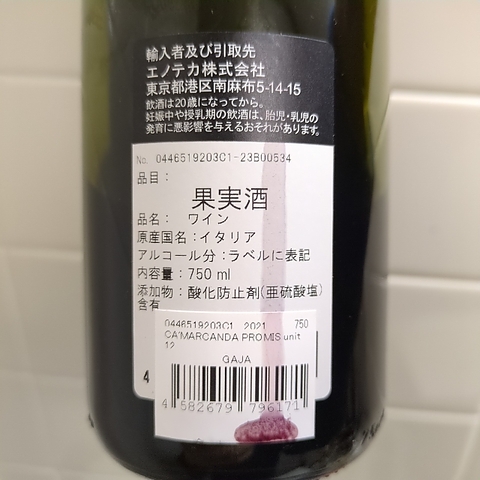 輸入者及び引取先
エノテカ株式会社
東京都港区南麻布5-14-15
飲酒は20歳になってから。
妊娠中や授乳期の飲酒は、胎児・乳児の
発育に悪影響を与えるおそれがあります。
No. 0446519203C1-23B00534
品目：
果実酒
品名： ワイン
原産国名：イタリア
アルコール分：ラベルに表記
内容量：750 ml
添加物：酸化防止剤(亜硫酸塩)
含有
0446519203C1 2021 750
CA'MARCANDA PROMIS unit
12
GAJA
4 582679 796171
4